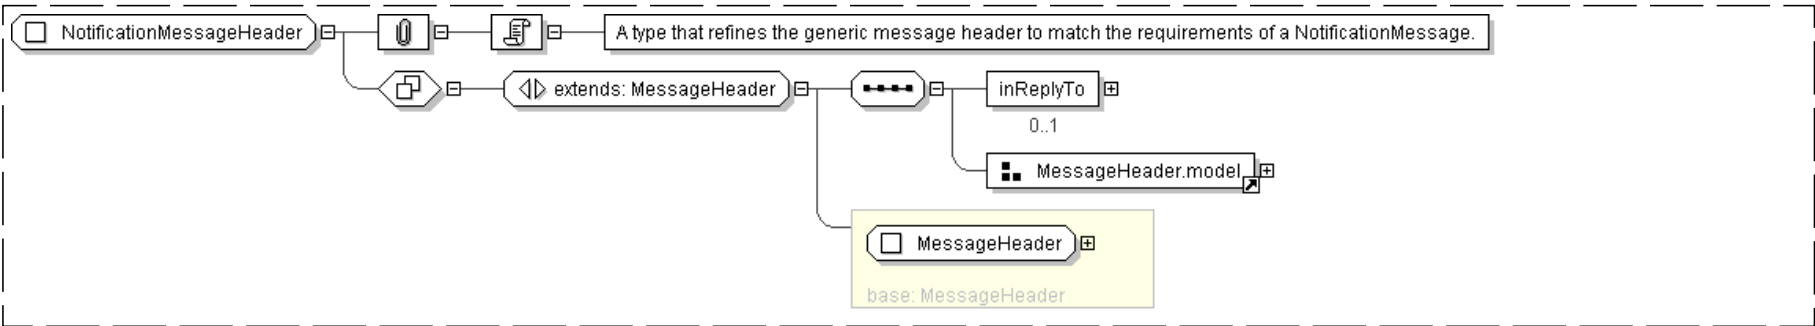 NotificationMessageHeader
A type that refines the generic message header to match the requirements of a NotificationMessage.
extends: MessageHeader
inReplyTo
0..1
MessageHeader.model
MessageHeader
base: MessageHeader